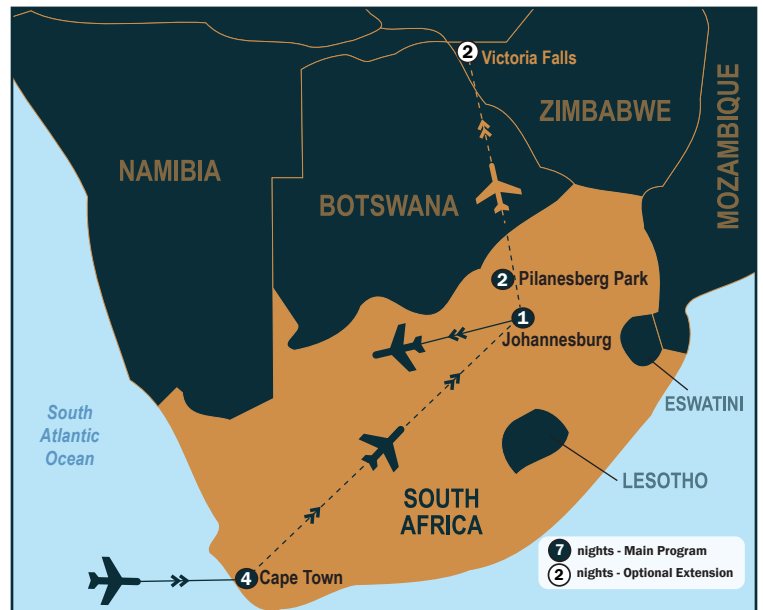 2 Victoria Falls
ZIMBABWE
MOZAMBIQUE
NAMIBIA
BOTSWANA
2 Pilanesberg Park
1
Johannesburg
ESWATINI
South
Atlantic
Ocean
LESOTHO
SOUTH
AFRICA
4 Cape Town
7 nights - Main Program
2 nights - Optional Extension